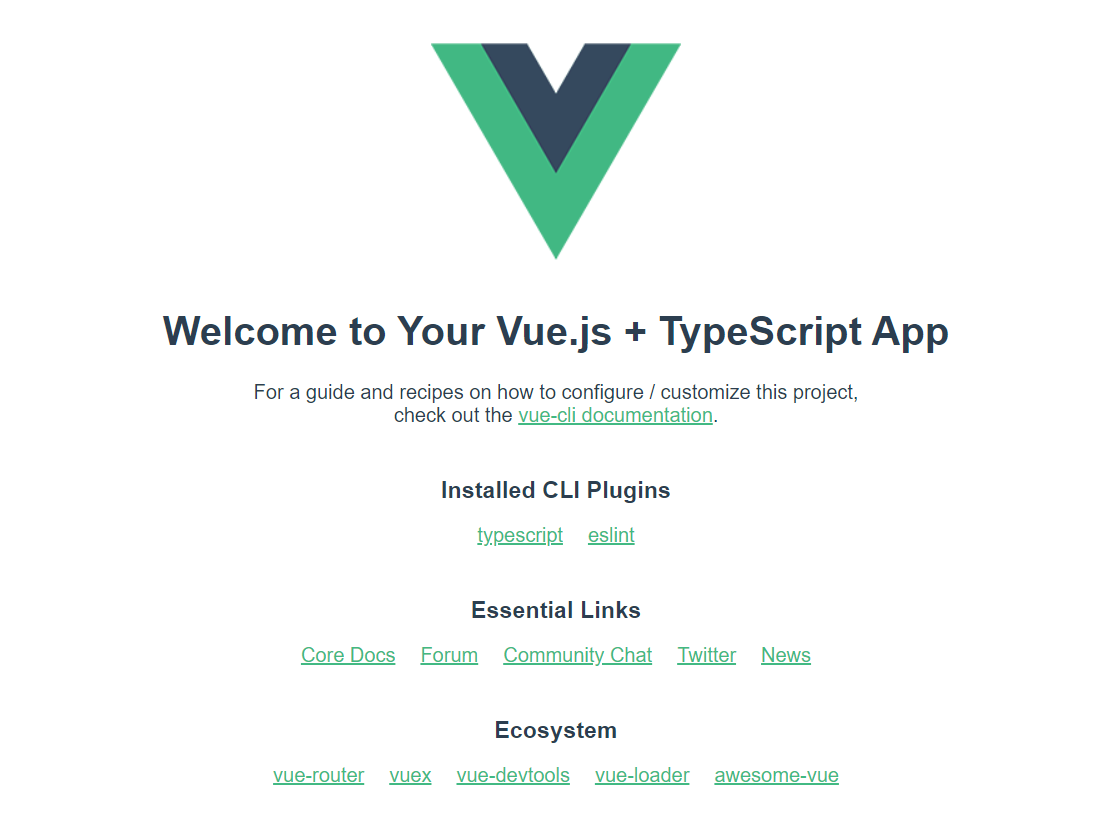 Welcome to Your Vue.js + TypeScript App
For a guide and recipes on how to configure / customize this project,
check out the vue-cli documentation.
Installed CLI Plugins
typescript eslint
Essential Links
Core Docs Forum Community Chat Twitter News
Ecosystem
vue-router vuex vue-devtools vue-loader awesome-vue